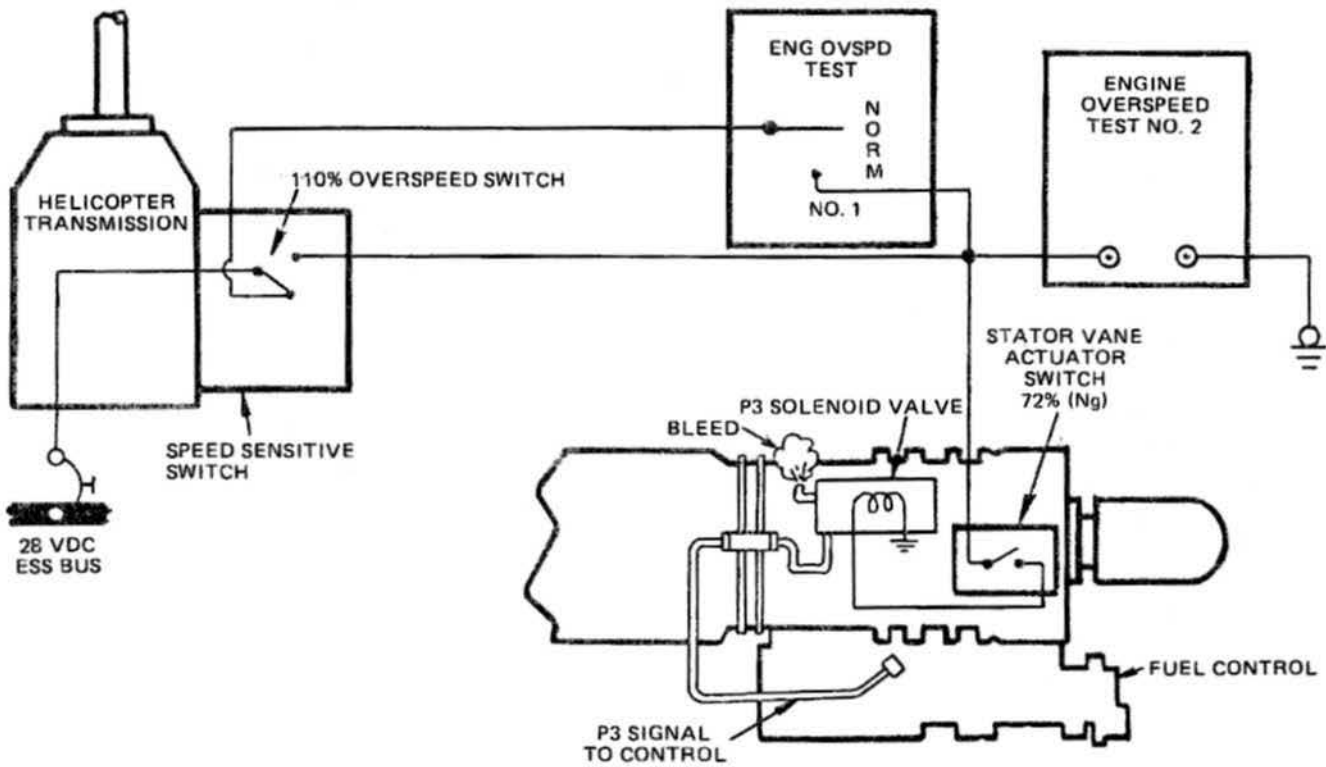 ENG OVSPD
TEST
N
O
R
M
NO. 1
ENGINE
OVERSPEED
TEST NO. 2
110% OVERSPEED SWITCH
HELICOPTER
TRANSMISSION
SPEED SENSITIVE
SWITCH
28 VDC
ESS BUS
STATOR VANE
ACTUATOR
SWITCH
72% (Ng)
P3 SOLENOID VALVE
BLEED
FUEL CONTROL
P3 SIGNAL
TO CONTROL